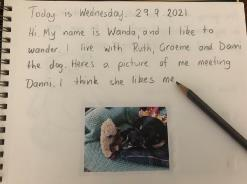 Today is Wednesday. 29.9.2021.
Hi. My name is Wanda, and I like to
wander. I live with Ruth, Graeme and Danni
the dog. Heres a picture of me meeting
Danni. I think she likes me.